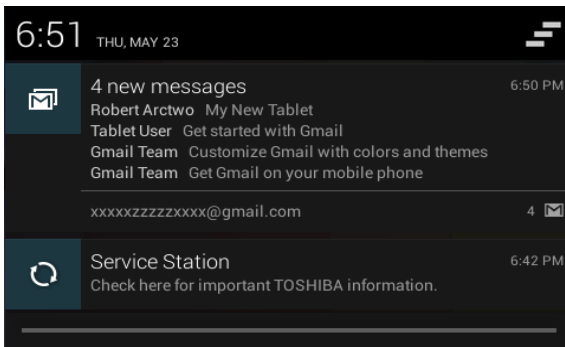 6:51 THU, MAY 23
4 new messages 6:50 PM
Robert Arctwo My New Tablet
Tablet User Get started with Gmail
Gmail Team Customize Gmail with colors and themes
Gmail Team Get Gmail on your mobile phone
xxxxxzzzzzxxxx@gmail.com 4
Service Station 6:42 PM
Check here for important TOSHIBA information.